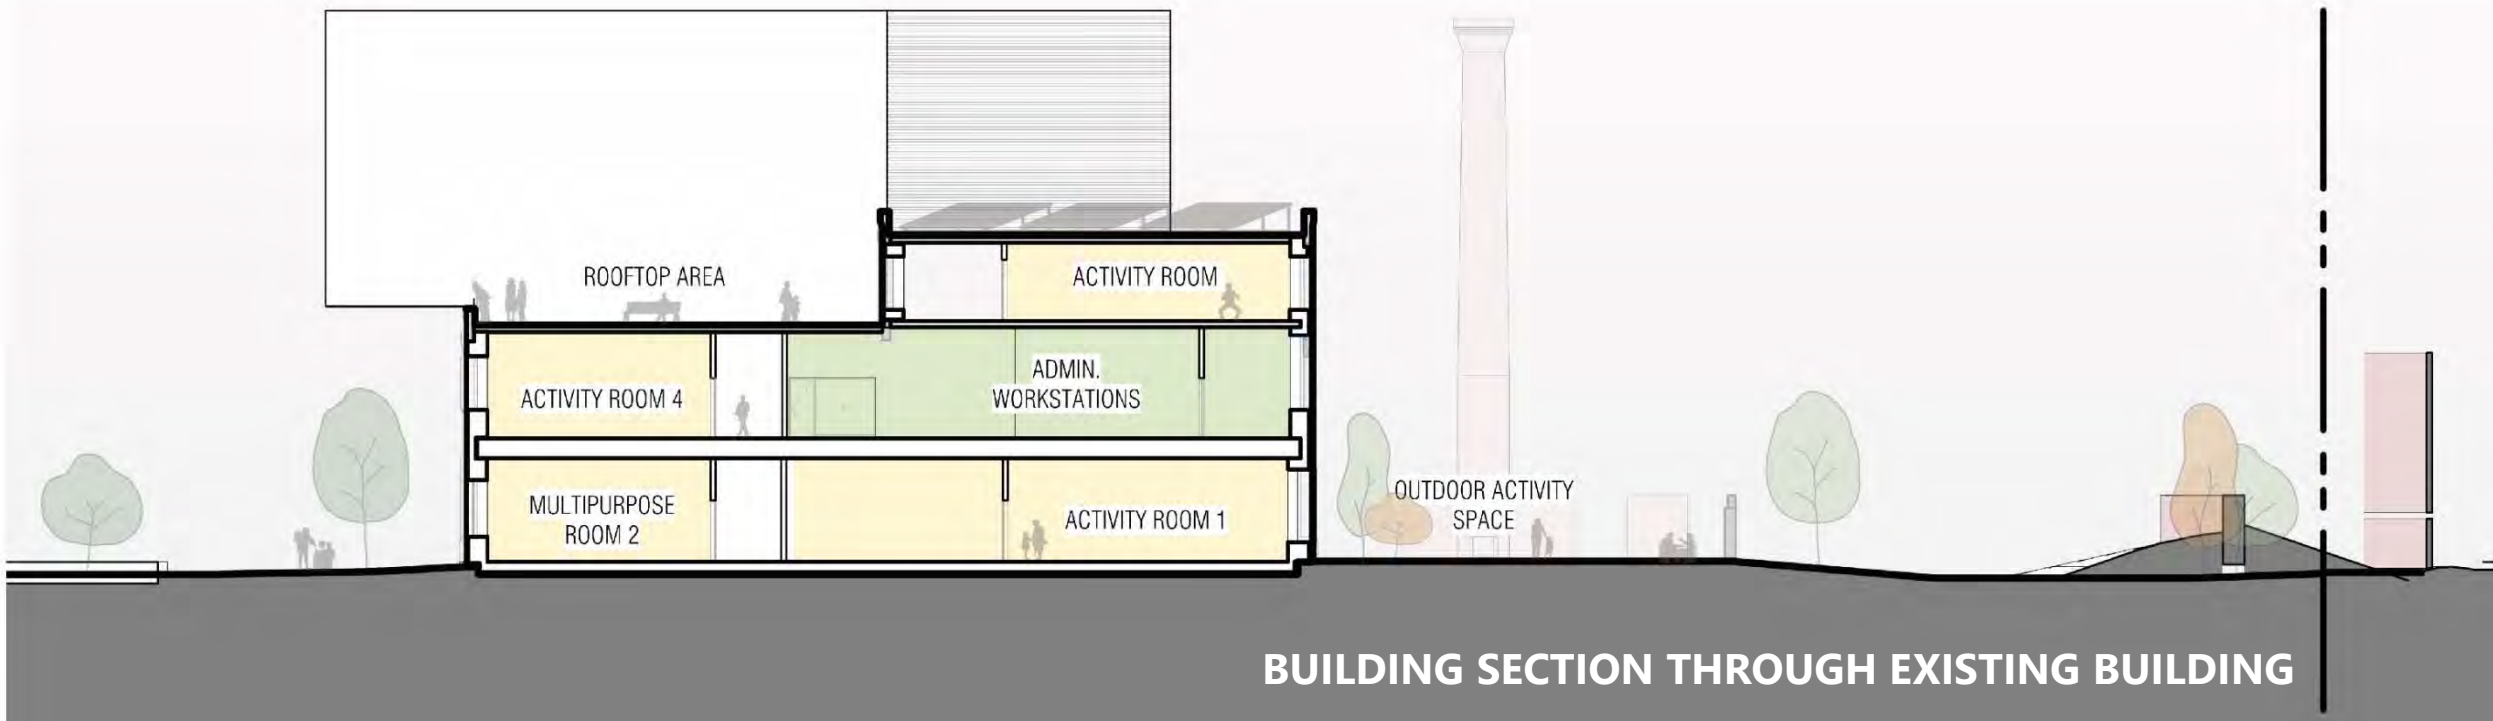 ROOFTOP AREA
ACTIVITY ROOM
ACTIVITY ROOM 4
ADMIN.
WORKSTATIONS
MULTIPURPOSE
ROOM 2
ACTIVITY ROOM 1
OUTDOOR ACTIVITY
SPACE
BUILDING SECTION THROUGH EXISTING BUILDING